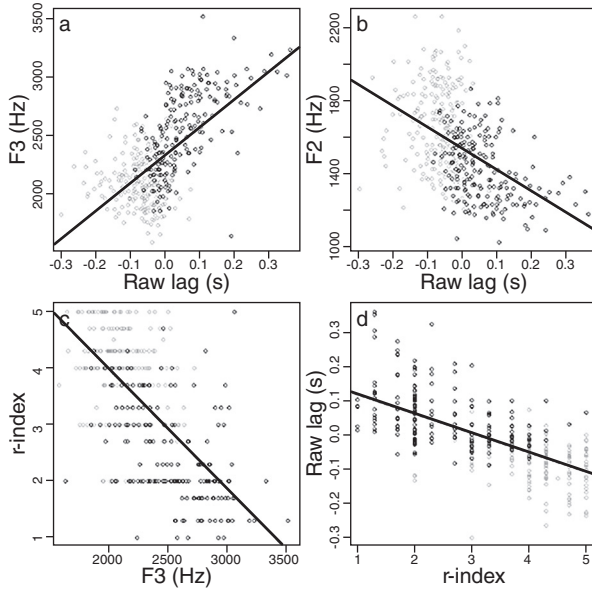 a
3500
3000
2500
2000
F3 (Hz)
-0.3 -0.2 -0.1 0.0 0.1 0.2 0.3
Raw lag (s)
b
2200
1800
1400
1000
F2 (Hz)
-0.3 -0.2 -0.1 0.0 0.1 0.2 0.3
Raw lag (s)
c
5
4
3
2
1
r-index
2000 2500 3000 3500
F3 (Hz)
d
0.3
0.2
0.1
0.0
-0.1
-0.2
-0.3
Raw lag (s)
1 2 3 4 5
r-index